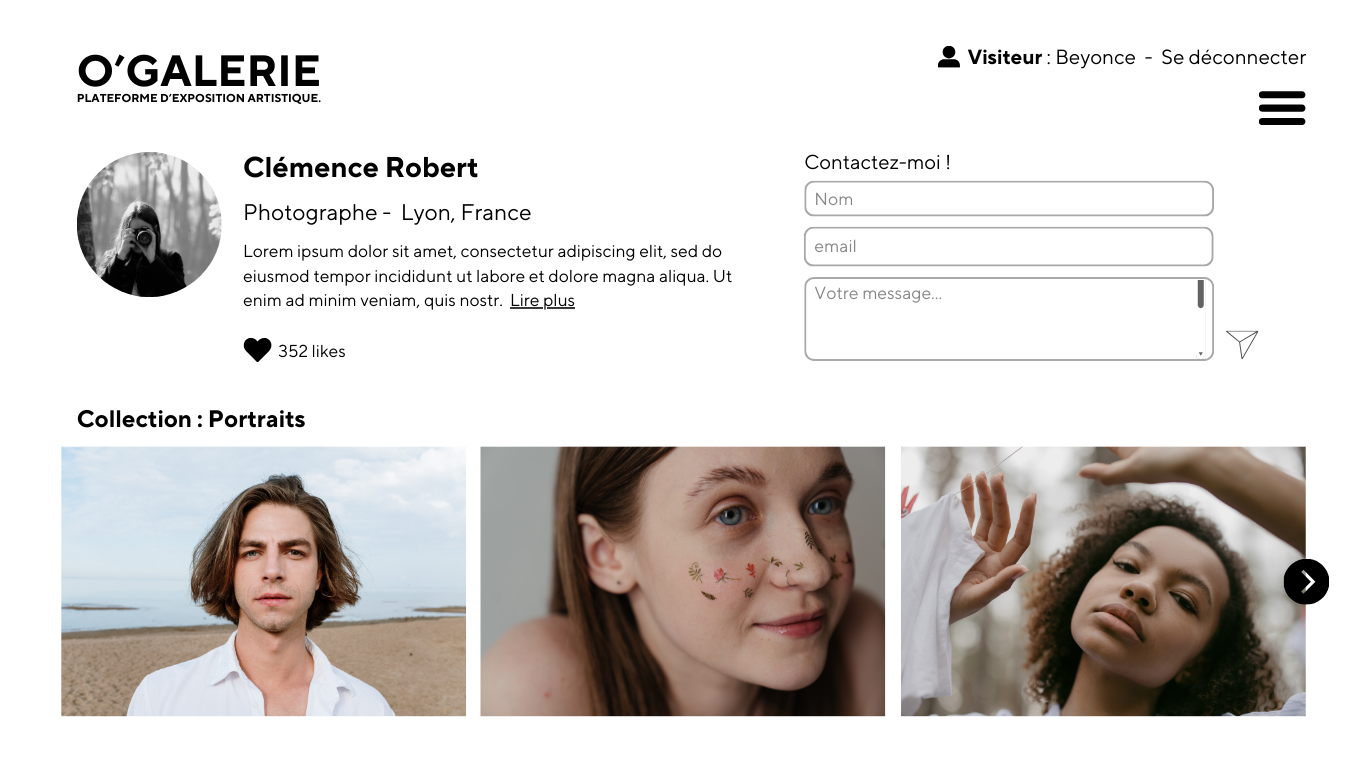 O’GALERIE
PLATEFORME D’EXPOSITION ARTISTIQUE.
Visiteur : Beyonce - Se déconnecter
Clémence Robert
Photographe - Lyon, France
Lorem ipsum dolor sit amet, consectetur adipiscing elit, sed do
eiusmod tempor incididunt ut labore et dolore magna aliqua. Ut
enim ad minim veniam, quis nostr. Lire plus
352 likes
Contactez-moi !
Nom
email
Votre message...
Collection : Portraits